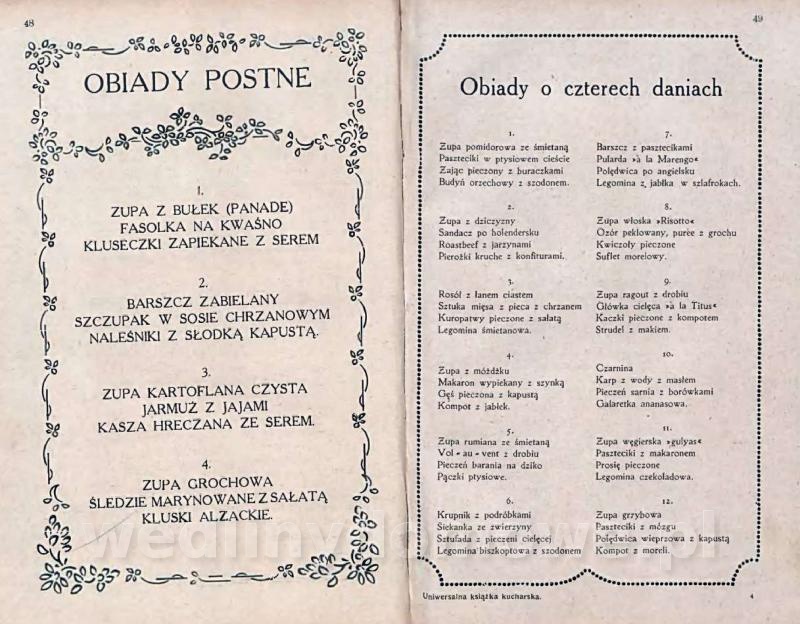 48
OBIADY POSTNE
1.
ZUPA Z BUŁEK (PANADE)
FASOLKA NA KWAŚNO
KLUSECZKI ZAPIEKANE Z SEREM
2.
BARSZCZ ZABIELANY
SZCZUPAK W SOSIE CHRZANOWYM
NALEŚNIKI Z SŁODKĄ KAPUSTĄ.
3.
ZUPA KARTOFLANA CZYSTA
JARMUŻ Z JAJAMI
KASZA HRECZANA ZE SEREM.
4.
ZUPA GROCHOWA
ŚLEDZIE MARYNOWANE Z SAŁATĄ
KLUSKI ALZACKIE.
49
Obiady o czterech daniach
1.
Zupa pomidorowa ze śmietaną
Paszteciki w ptysiowem cieście
Zając pieczony z buraczkami
Budyń orzechowy z szodonem.
2.
Zupa z dziczyzny
Sandacz po holendersku
Roastbeef z jarzynami
Pierożki kruche z konfiturami.
3.
Rosół z lanem ciastem
Sztuka mięsa z pieca z chrzanem
Kuropatwy pieczone z sałatą
Legomina śmietanowa.
4.
Zupa z móżdżku
Makaron wypiekany z szynką
Gęś pieczona z kapustą
Kompot z jabłek.
5.
Zupa rumiana ze śmietaną
Vol - au - vent z drobiu
Pieczeń barania na dziko
Pączki ptysiowe.
6.
Krupnik z podróbkami
Siekanka ze zwierzyny
Sztufada z pieczeni cielęcej
Legomina biszkoptowa z szodonem
7.
Barszcz z pasztecikami
Pularda »à la Marengo«
Polędwica po angielsku
Legomina z jabłka w szlafrokach.
8.
Zupa włoska »Risotto«
Ozór peklowany, purée z grochu
Kwiczoły pieczone
Suflet morelowy.
9.
Zupa ragout z drobiu
Główka cielęca »à la Titus«
Kaczki pieczone z kompotem
Strudel z makiem.
10.
Czarnina
Karp z wody z masłem
Pieczeń sarnia z borówkami
Galaretka ananasowa.
11.
Zupa węgierska »gulyas«
Paszteciki z makaronem
Prosię pieczone
Legomina czekoladowa.
12.
Zupa grzybowa
Paszteciki z mózgu
Polędwica wieprzowa z kapustą
Kompot z moreli.
Uniwersalna książka kucharska.
4
wedlinydomowe.pl